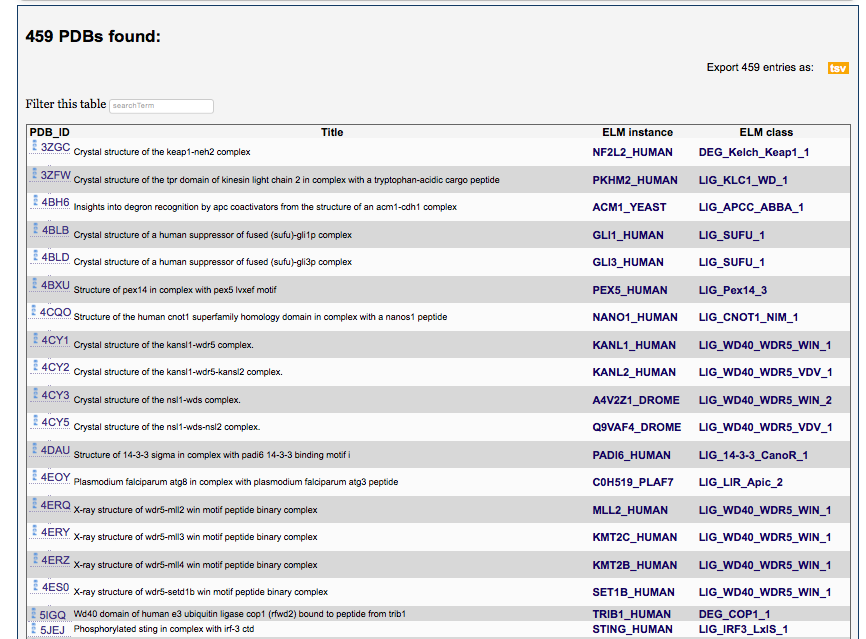 459 PDBs found:
Export 459 entries as: tsv
Filter this table searchTerm
PDB_ID Title ELM instance ELM class
3ZGC Crystal structure of the keap1-neh2 complex NF2L2_HUMAN DEG_Kelch_Keap1_1
3ZFW Crystal structure of the tpr domain of kinesin light chain 2 in complex with a tryptophan-acidic cargo peptide PKHM2_HUMAN LIG_KLC1_WD_1
4BH6 Insights into degron recognition by apc coactivators from the structure of an acm1-cdh1 complex ACM1_YEAST LIG_APCC_ABBA_1
4BLB Crystal structure of a human suppressor of fused (sufu)-gli1p complex GLI1_HUMAN LIG_SUFU_1
4BLD Crystal structure of a human suppressor of fused (sufu)-gli3p complex GLI3_HUMAN LIG_SUFU_1
4BXU Structure of pex14 in complex with pex5 lvxef motif PEX5_HUMAN LIG_Pex14_3
4CQO Structure of the human cnot1 superfamily homology domain in complex with a nanos1 peptide NANO1_HUMAN LIG_CNOT1_NIM_1
4CY1 Crystal structure of the kansl1-wdr5 complex. KANL1_HUMAN LIG_WD40_WDR5_WIN_1
4CY2 Crystal structure of the kansl1-wdr5-kansl2 complex. KANL2_HUMAN LIG_WD40_WDR5_VDV_1
4CY3 Crystal structure of the nsl1-wds complex. A4V2Z1_DROME LIG_WD40_WDR5_WIN_2
4CY5 Crystal structure of the nsl1-wds-nsl2 complex. Q9VAF4_DROME LIG_WD40_WDR5_VDV_1
4DAU Structure of 14-3-3 sigma in complex with padi6 14-3-3 binding motif i PADI6_HUMAN LIG_14-3-3_CanoR_1
4EOY Plasmodium falciparum atg8 in complex with plasmodium falciparum atg3 peptide C0H519_PLAF7 LIG_LIR_Apic_2
4ERQ X-ray structure of wdr5-mll2 win motif peptide binary complex MLL2_HUMAN LIG_WD40_WDR5_WIN_1
4ERY X-ray structure of wdr5-mll3 win motif peptide binary complex KMT2C_HUMAN LIG_WD40_WDR5_WIN_1
4ERZ X-ray structure of wdr5-mll4 win motif peptide binary complex KMT2B_HUMAN LIG_WD40_WDR5_WIN_1
4ES0 X-ray structure of wdr5-setd1b win motif peptide binary complex SET1B_HUMAN LIG_WD40_WDR5_WIN_1
5IGQ Wd40 domain of human e3 ubiquitin ligase cop1 (rfwd2) bound to peptide from trib1 TRIB1_HUMAN DEG_COP1_1
5JEJ Phosphorylated sting in complex with irf-3 ctd STING_HUMAN LIG_IRF3_LxIS_1